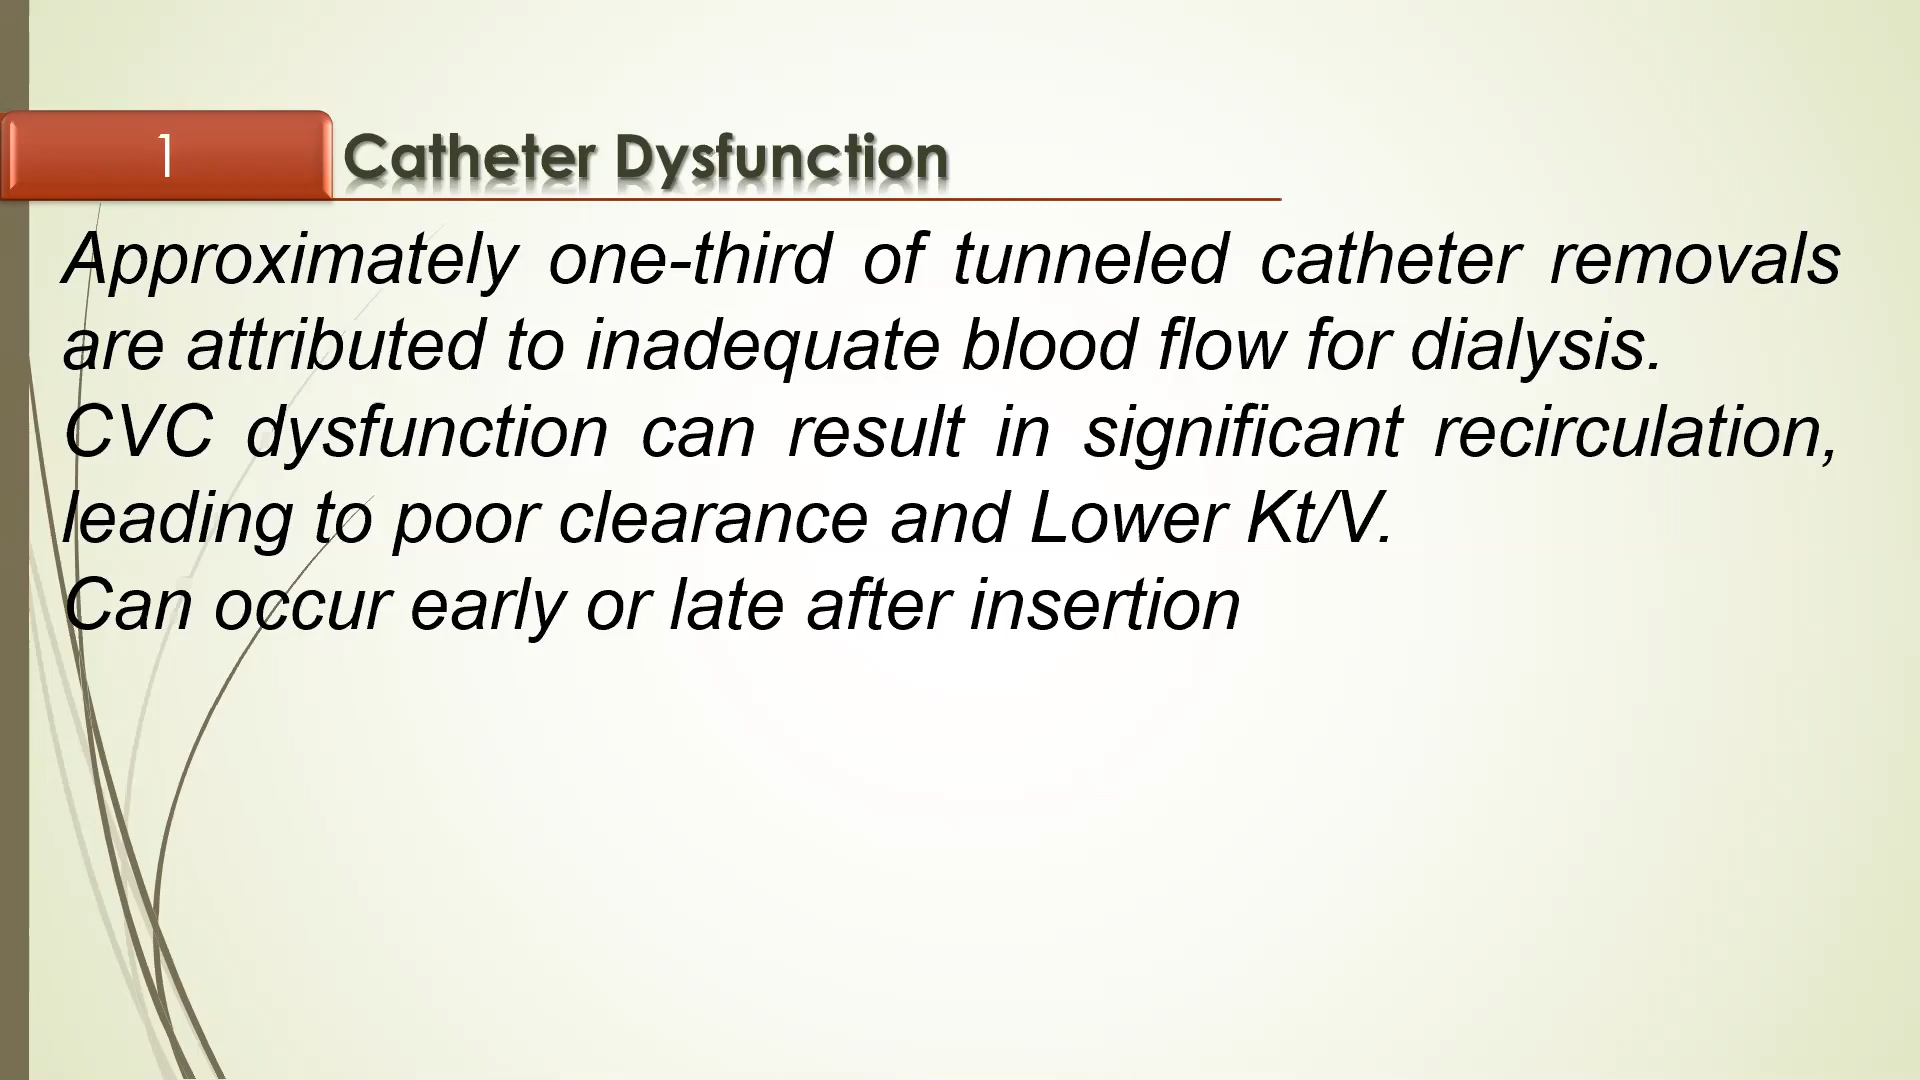 1
Catheter Dysfunction
Approximately one-third of tunneled catheter removals
are attributed to inadequate blood flow for dialysis.
CVC dysfunction can result in significant recirculation,
leading to poor clearance and Lower Kt/V.
Can occur early or late after insertion